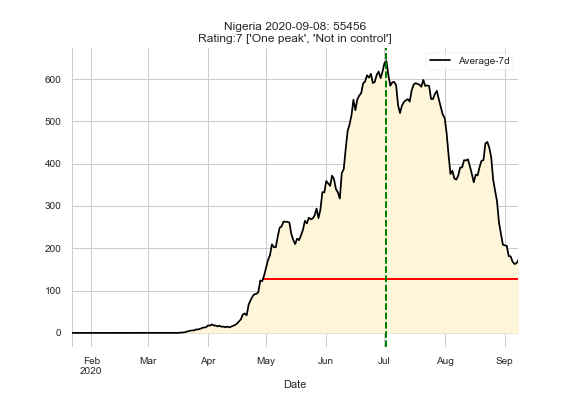 Nigeria 2020-09-08: 55456
Rating:7 ['One peak', 'Not in control']
Average-7d
600
500
400
300
200
100
0
Feb Mar Apr May Jun Jul Aug Sep
2020
Date